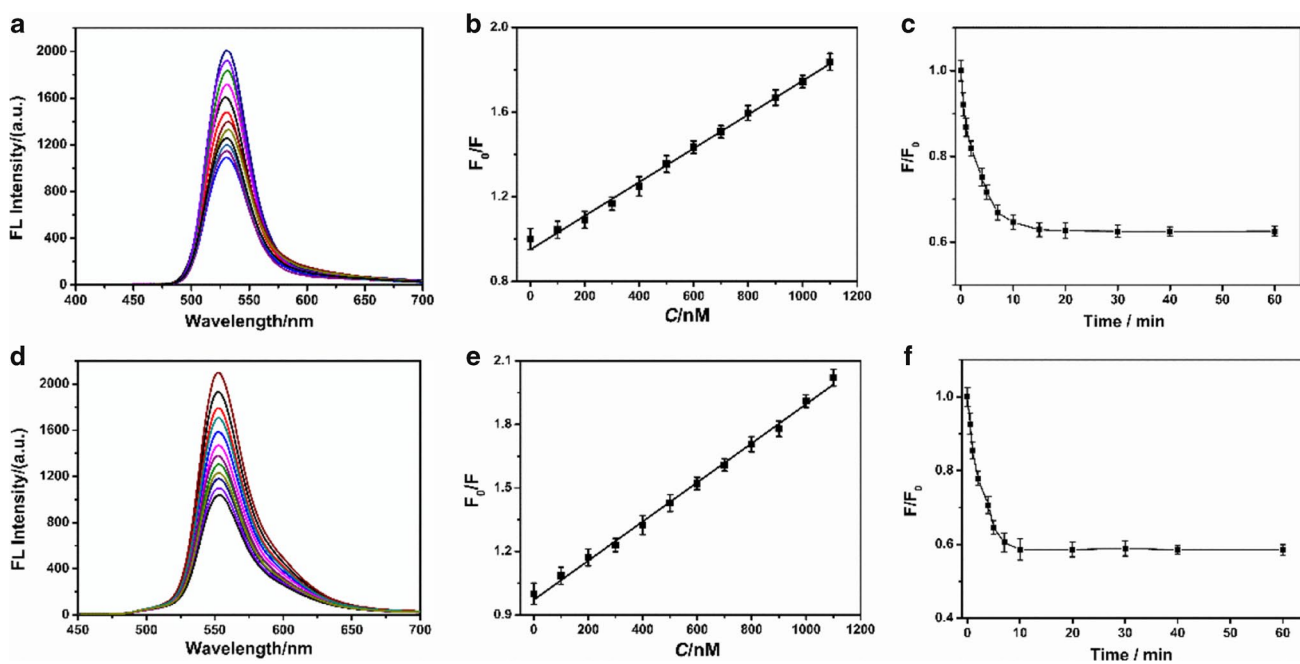 a
FL Intensity/(a.u.)
2000
1600
1200
800
400
0
400 450 500 550 600 650 700
Wavelength/nm
b
F₀/F
2.0
1.6
1.2
0.8
0 200 400 600 800 1000 1200
C/nM
c
F/F₀
1.0
0.8
0.6
0 10 20 30 40 50 60
Time / min
d
FL Intensity/(a.u.)
2000
1600
1200
800
400
0
450 500 550 600 650 700
Wavelength/nm
e
F₀/F
2.1
1.8
1.5
1.2
0.9
0 200 400 600 800 1000 1200
C/nM
f
F/F₀
1.0
0.8
0.6
0.4
0 10 20 30 40 50 60
Time / min